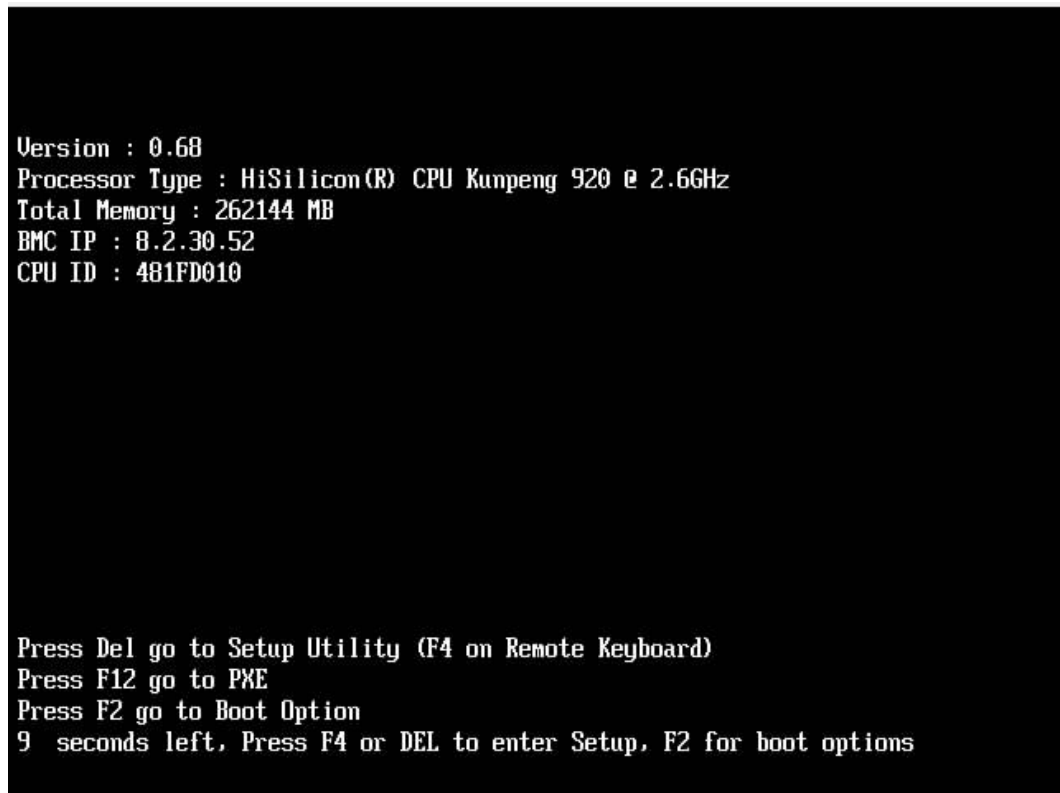 Version : 0.68
Processor Type : HiSilicon(R) CPU Kunpeng 920 @ 2.6GHz
Total Memory : 262144 MB
BMC IP : 8.2.30.52
CPU ID : 481FD010
Press Del go to Setup Utility (F4 on Remote Keyboard)
Press F12 go to PXE
Press F2 go to Boot Option
9  seconds left, Press F4 or DEL to enter Setup, F2 for boot options